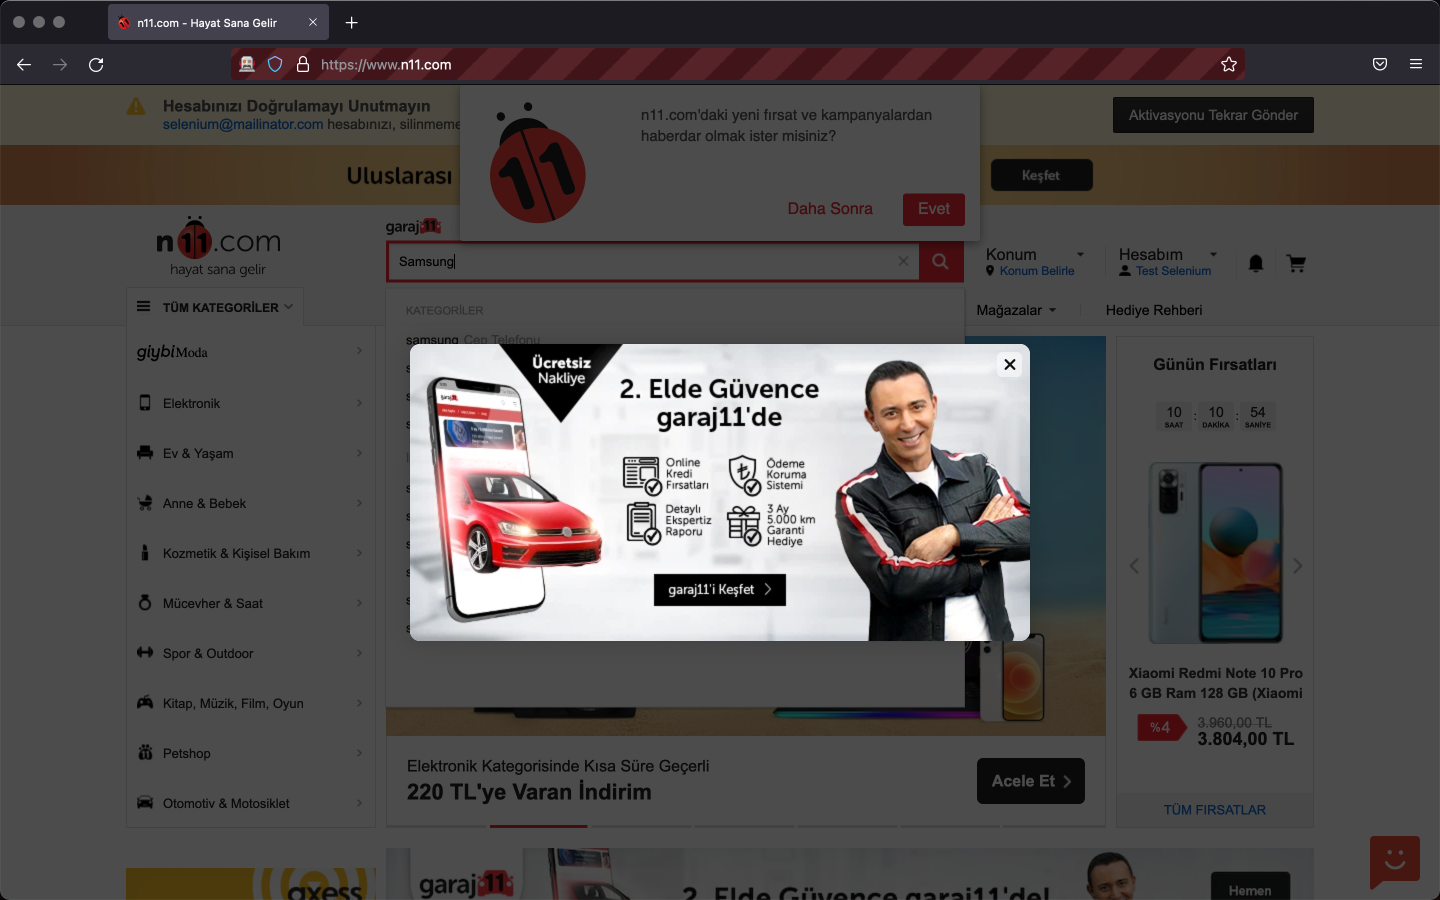 n11.com - Hayat Sana Gelir
https://www.n11.com
Hesabınızı Doğrulamayı Unutmayın
selenium@mailinator.com hesabınızı, silinmeme
n11.com'daki yeni fırsat ve kampanyalardan
haberdar olmak ister misiniz?
Daha Sonra
Evet
Aktivasyonu Tekrar Gönder
Uluslarası
Keşfet
n11.com
hayat sana gelir
garaj11
Samsung
Konum
Konum Belirle
Hesabım
Test Selenium
TÜM KATEGORİLER
Mağazalar
Hediye Rehberi
KATEGORİLER
samsung Cep Telefonu
giybi Moda
Elektronik
Ev & Yaşam
Anne & Bebek
Kozmetik & Kişisel Bakım
Mücevher & Saat
Spor & Outdoor
Kitap, Müzik, Film, Oyun
Petshop
Otomotiv & Motosiklet
Ücretsiz
Nakliye
2. Elde Güvence
garaj11'de
Online
Kredi
Fırsatları
Ödeme
Koruma
Sistemi
Detaylı
Ekspertiz
Raporu
3 Ay
5.000 km
Garanti
Hediye
garaj11'i Keşfet
Günün Fırsatları
10 : 10 : 54
SAAT DAKİKA SANİYE
Xiaomi Redmi Note 10 Pro
6 GB Ram 128 GB (Xiaomi
%4
3.960,00 TL
3.804,00 TL
TÜM FIRSATLAR
Elektronik Kategorisinde Kısa Süre Geçerli
220 TL'ye Varan İndirim
Acele Et
axess
garaj11
2. Elde Güvence garaj11'de!
Hemen